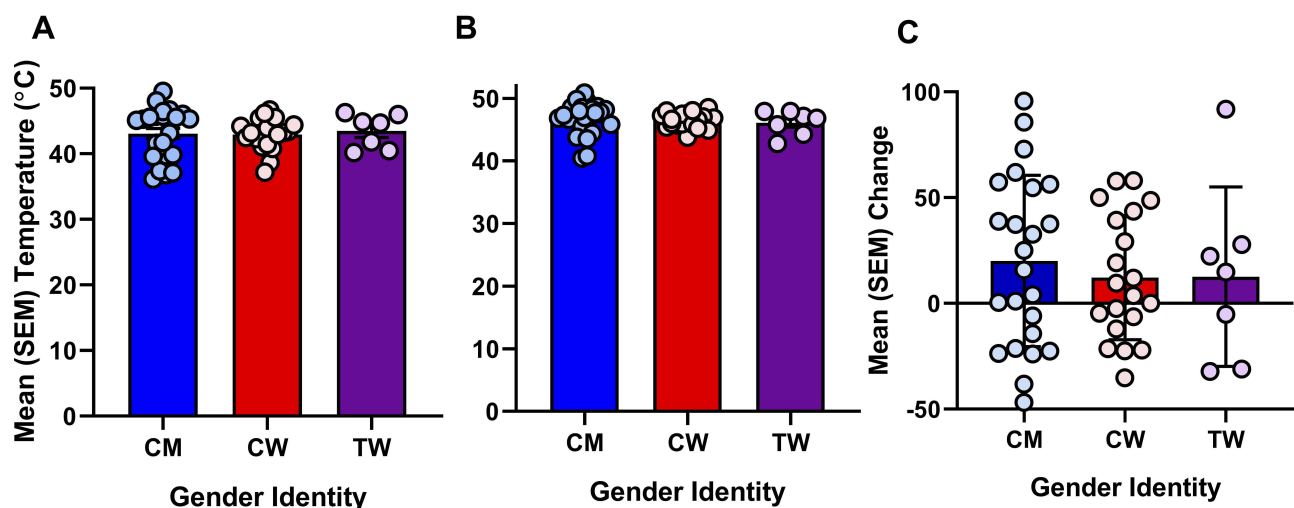 A
Mean (SEM) Temperature (°C)
50
40
30
20
10
0
CM CW TW
Gender Identity
B
50
40
30
20
10
0
CM CW TW
Gender Identity
C
Mean (SEM) Change
100
50
0
-50
CM CW TW
Gender Identity